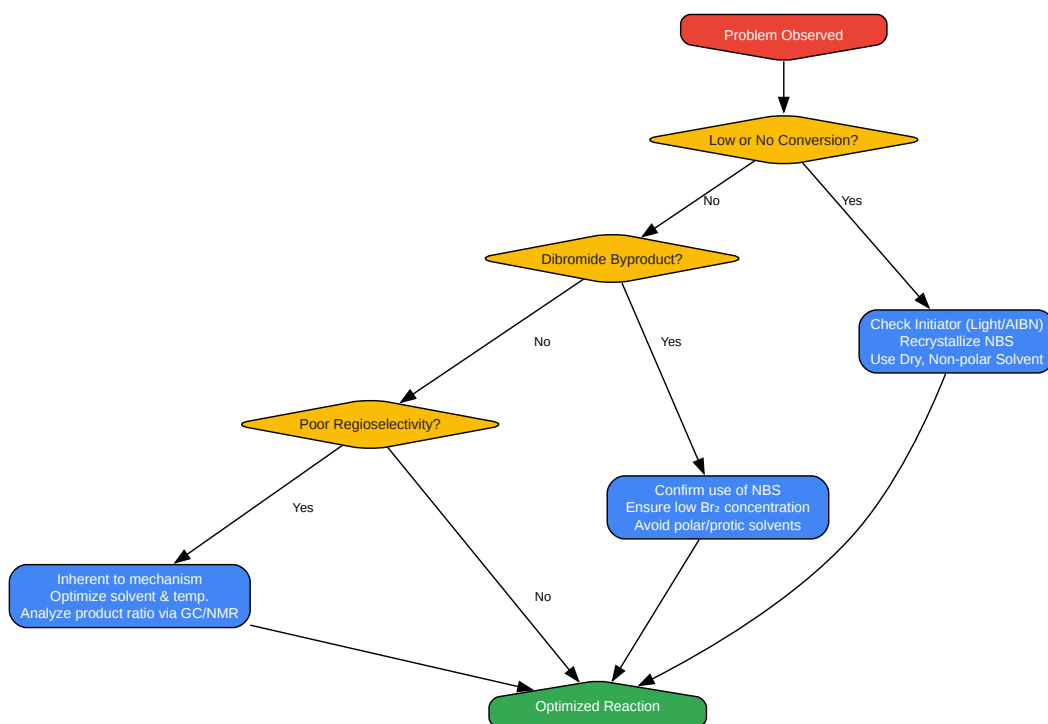 Problem Observed
Low or No Conversion?
No
Yes
Dibromide Byproduct?
Check Initiator (Light/AIBN)
Recrystallize NBS
Use Dry, Non-polar Solvent
No
Yes
Poor Regioselectivity?
Confirm use of NBS
Ensure low Br₂ concentration
Avoid polar/protic solvents
Yes
Inherent to mechanism
Optimize solvent & temp.
Analyze product ratio via GC/NMR
No
Optimized Reaction